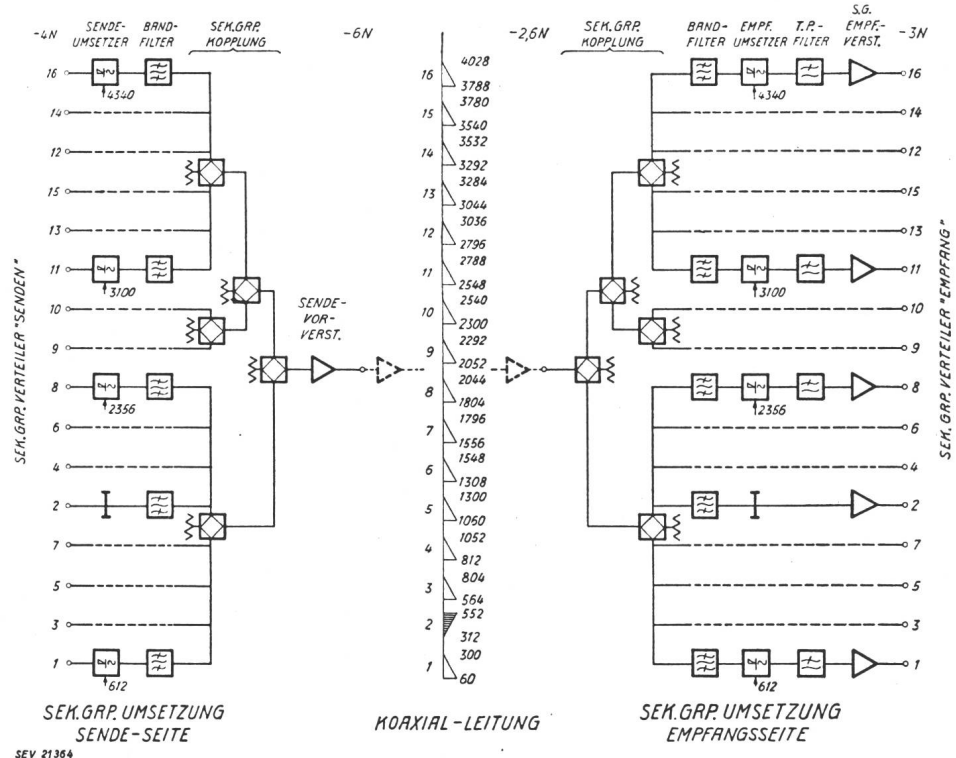 -4N
SENDE-
UMSETZER
BAND-
FILTER
SEK.GRP.
KOPPLUNG
-6N
-2,6N
SEK.GRP.
KOPPLUNG
BAND-
FILTER
EMPF.
UMSETZER
T.P.-
FILTER
S.G.
EMPF.-
VERST.
-3N
SEK.GRP. VERTEILER "SENDEN"
16
4340
14
12
15
13
11
3100
10
9
8
2356
6
4
2
7
5
3
1
612
SENDE-
VOR-
VERST.
16
4028
3788
15
3780
3540
14
3532
3292
13
3284
3044
12
3036
2796
11
2788
2548
10
2540
2300
9
2292
2052
8
2044
1804
7
1796
1556
6
1548
1308
5
1300
1060
4
1052
812
3
804
564
2
552
312
1
300
60
4340
16
14
12
15
13
3100
11
10
9
2356
8
6
4
2
7
5
3
612
1
SEK.GRP. VERTEILER "EMPFANG"
SEK.GRP. UMSETZUNG
SENDE-SEITE
KOAXIAL-LEITUNG
SEK.GRP. UMSETZUNG
EMPFANGSSEITE
SEV 21364